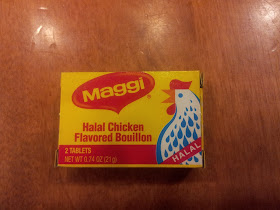 Maggi
Halal Chicken
Flavored Bouillon
2 TABLETS
NET WT 0.74 OZ (21g)
HALAL